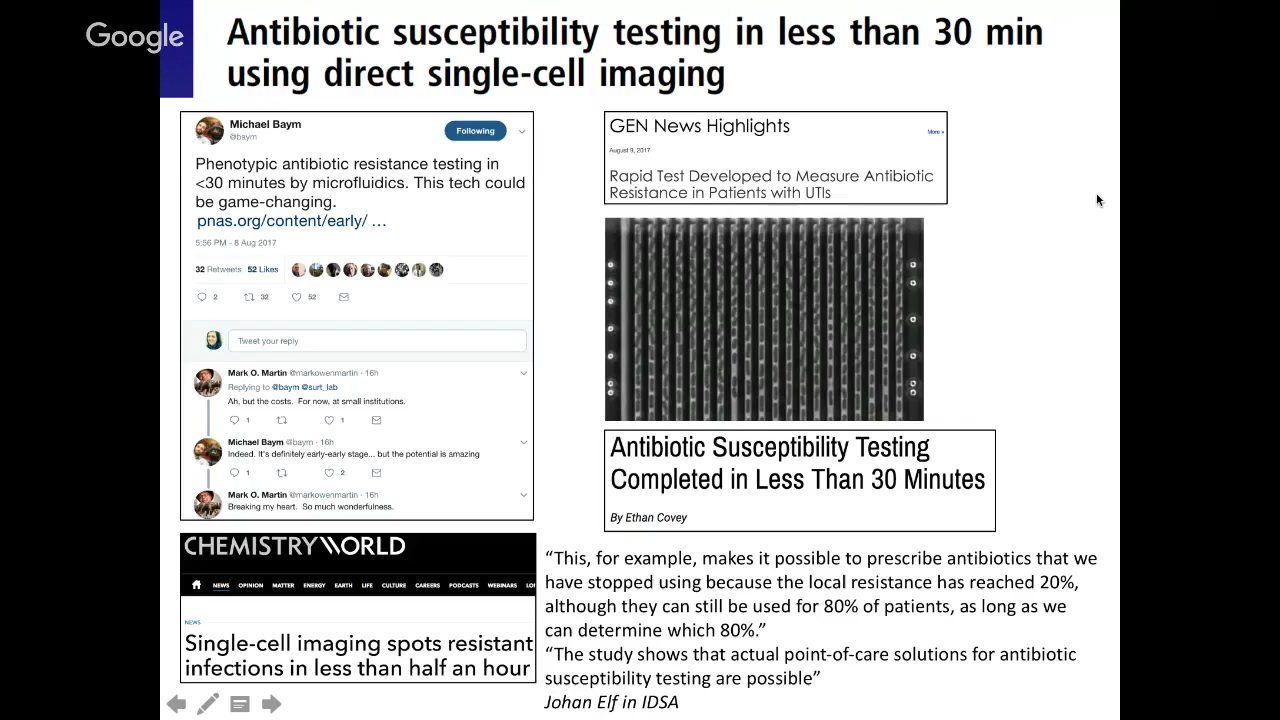 Google
Antibiotic susceptibility testing in less than 30 min
using direct single-cell imaging
Michael Baym
@baym
Following
Phenotypic antibiotic resistance testing in
<30 minutes by microfluidics. This tech could
be game-changing.
pnas.org/content/early/ …
5:56 PM - 8 Aug 2017
32 Retweets 52 Likes
2 32 52
Tweet your reply
Mark O. Martin @markowenmartin · 16h
Replying to @baym @surt_lab
Ah, but the costs. For now, at small institutions.
1 1
Michael Baym @baym · 16h
Indeed. It's definitely early-early stage... but the potential is amazing
1 2
Mark O. Martin @markowenmartin · 16h
Breaking my heart. So much wonderfulness.
CHEMISTRY WORLD
NEWS OPINION MATTER ENERGY EARTH LIFE CULTURE CAREERS PODCASTS WEBINARS
NEWS
Single-cell imaging spots resistant
infections in less than half an hour
GEN News Highlights
More »
August 9, 2017
Rapid Test Developed to Measure Antibiotic
Resistance in Patients with UTIs
Antibiotic Susceptibility Testing
Completed in Less Than 30 Minutes
By Ethan Covey
“This, for example, makes it possible to prescribe antibiotics that we
have stopped using because the local resistance has reached 20%,
although they can still be used for 80% of patients, as long as we
can determine which 80%.”
“The study shows that actual point-of-care solutions for antibiotic
susceptibility testing are possible”
Johan Elf in IDSA